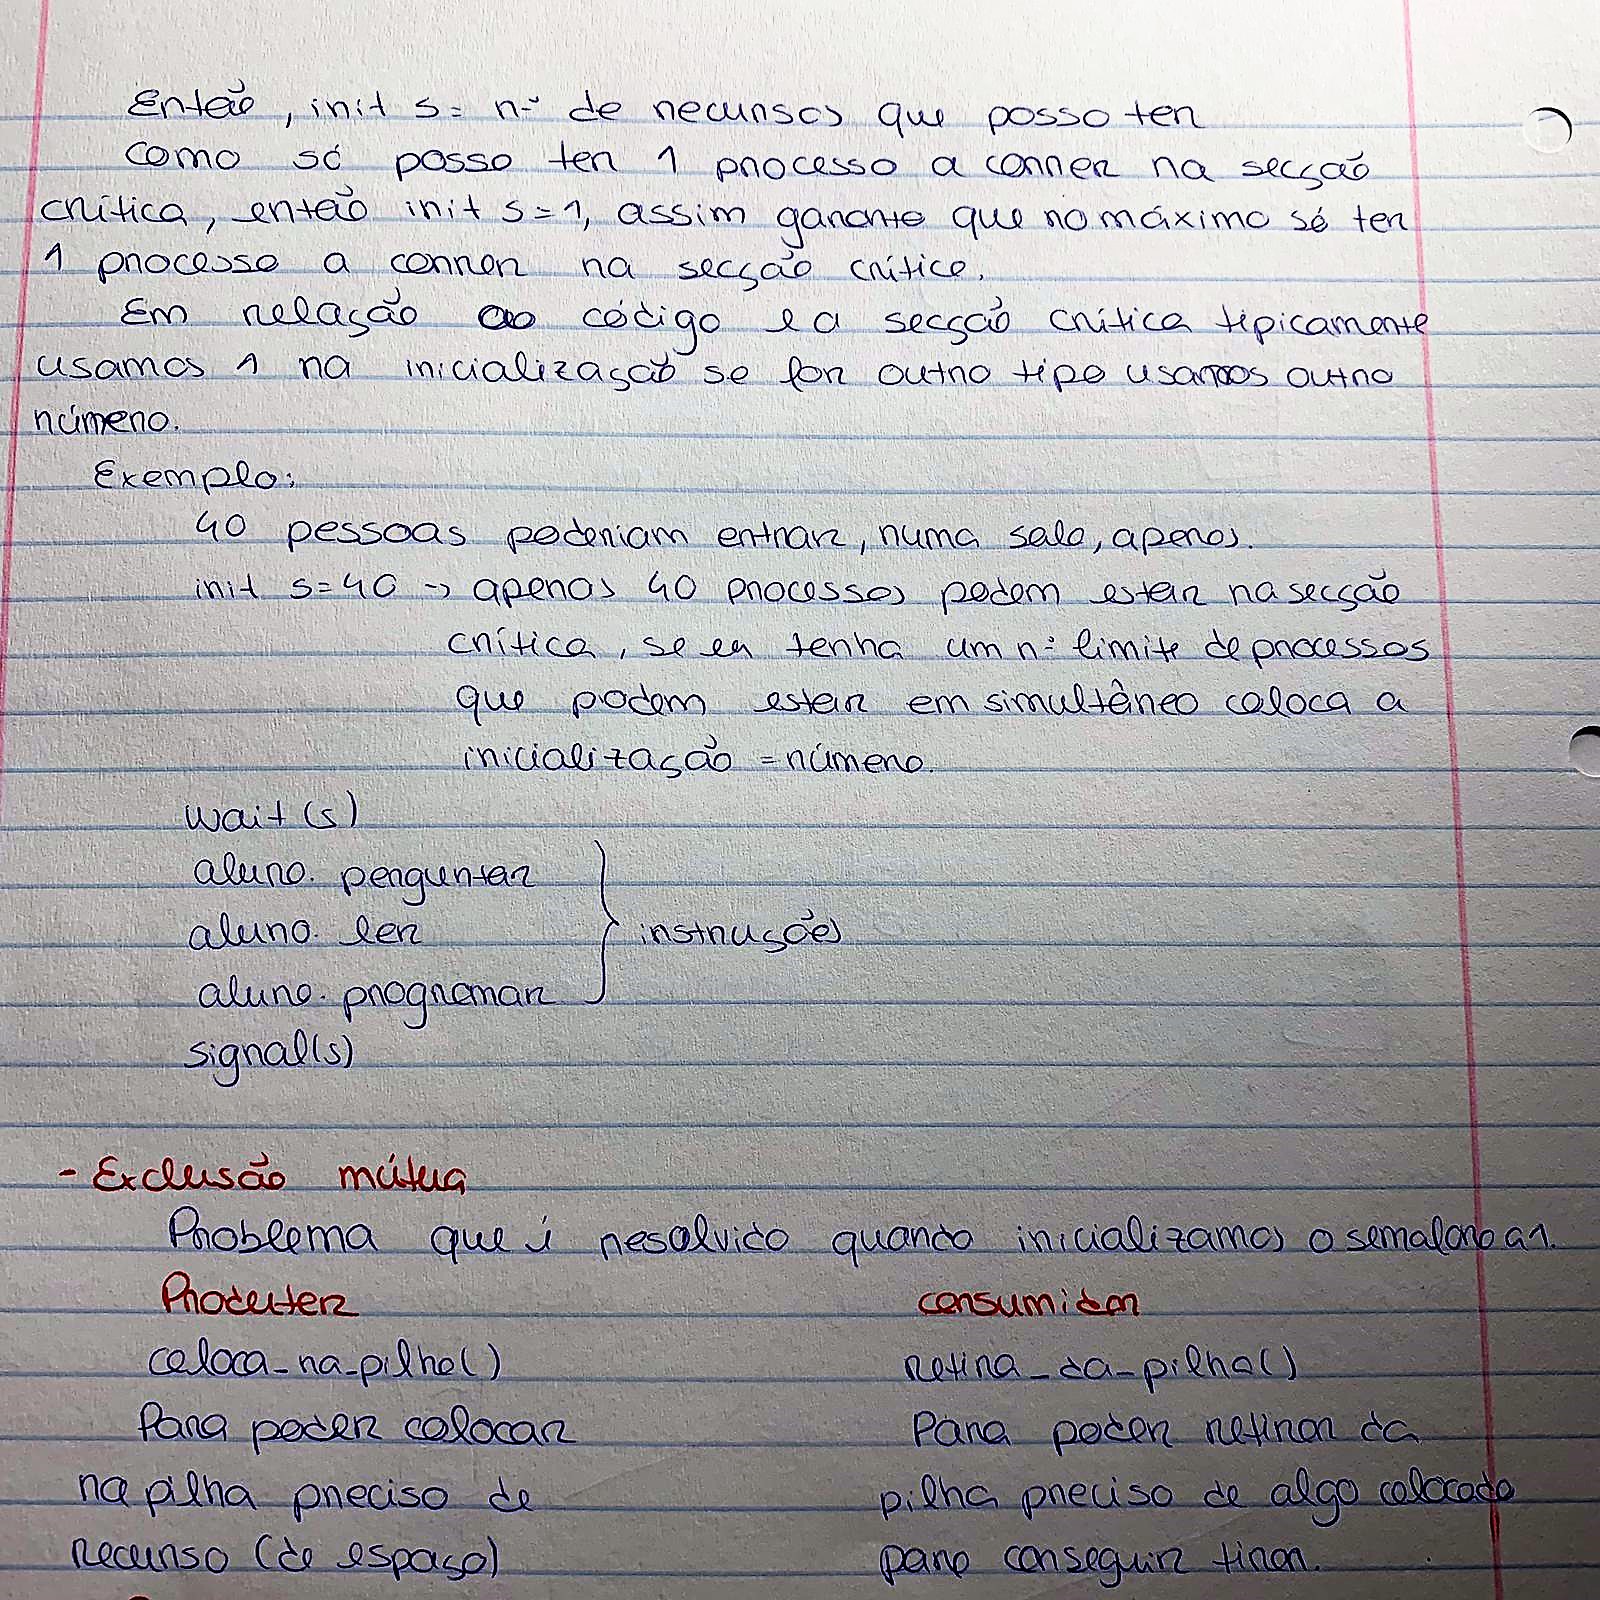 Então, init s = nº de recursos que posso ter
Como só posso ter 1 processo a correr na secção
crítica, então init s = 1, assim garante que no máximo só ter
1 processo a correr na secção crítica.
Em relação ao código e a secção crítica tipicamente
usamos 1 na inicialização se for outro tipo usamos outro
número.
Exemplo:
40 pessoas poderiam entrar, numa sala, apenas.
init s=40 -> apenas 40 processos podem estar na secção
crítica, se eu tenha um nº limite de processos
que podem estar em simultâneo coloca a
inicialização = número.
wait(s)
aluno. perguntar
aluno. ler
aluno. programar
} instruções
signal(s)
- Exclusão mútua
Problema que é resolvido quando inicializamos o semaforo a 1.
Produtor
consumidor
coloca_na_pilha()
retira_da_pilha()
Para poder colocar
Para poder retirar da
na pilha preciso de
pilha preciso de algo colocado
recurso (de espaço)
para conseguir tirar.